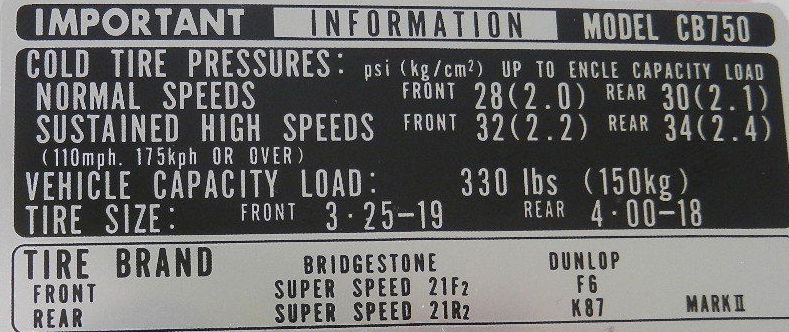 IMPORTANT INFORMATION MODEL CB750
COLD TIRE PRESSURES: psi (kg/cm²) UP TO ENCLE CAPACITY LOAD
NORMAL SPEEDS FRONT 28(2.0) REAR 30(2.1)
SUSTAINED HIGH SPEEDS FRONT 32(2.2) REAR 34(2.4)
(110mph. 175kph OR OVER)
VEHICLE CAPACITY LOAD: 330 lbs (150kg)
TIRE SIZE: FRONT 3·25-19 REAR 4·00-18
TIRE BRAND BRIDGESTONE DUNLOP
FRONT SUPER SPEED 21F2 F6
REAR SUPER SPEED 21R2 K87 MARKⅡ